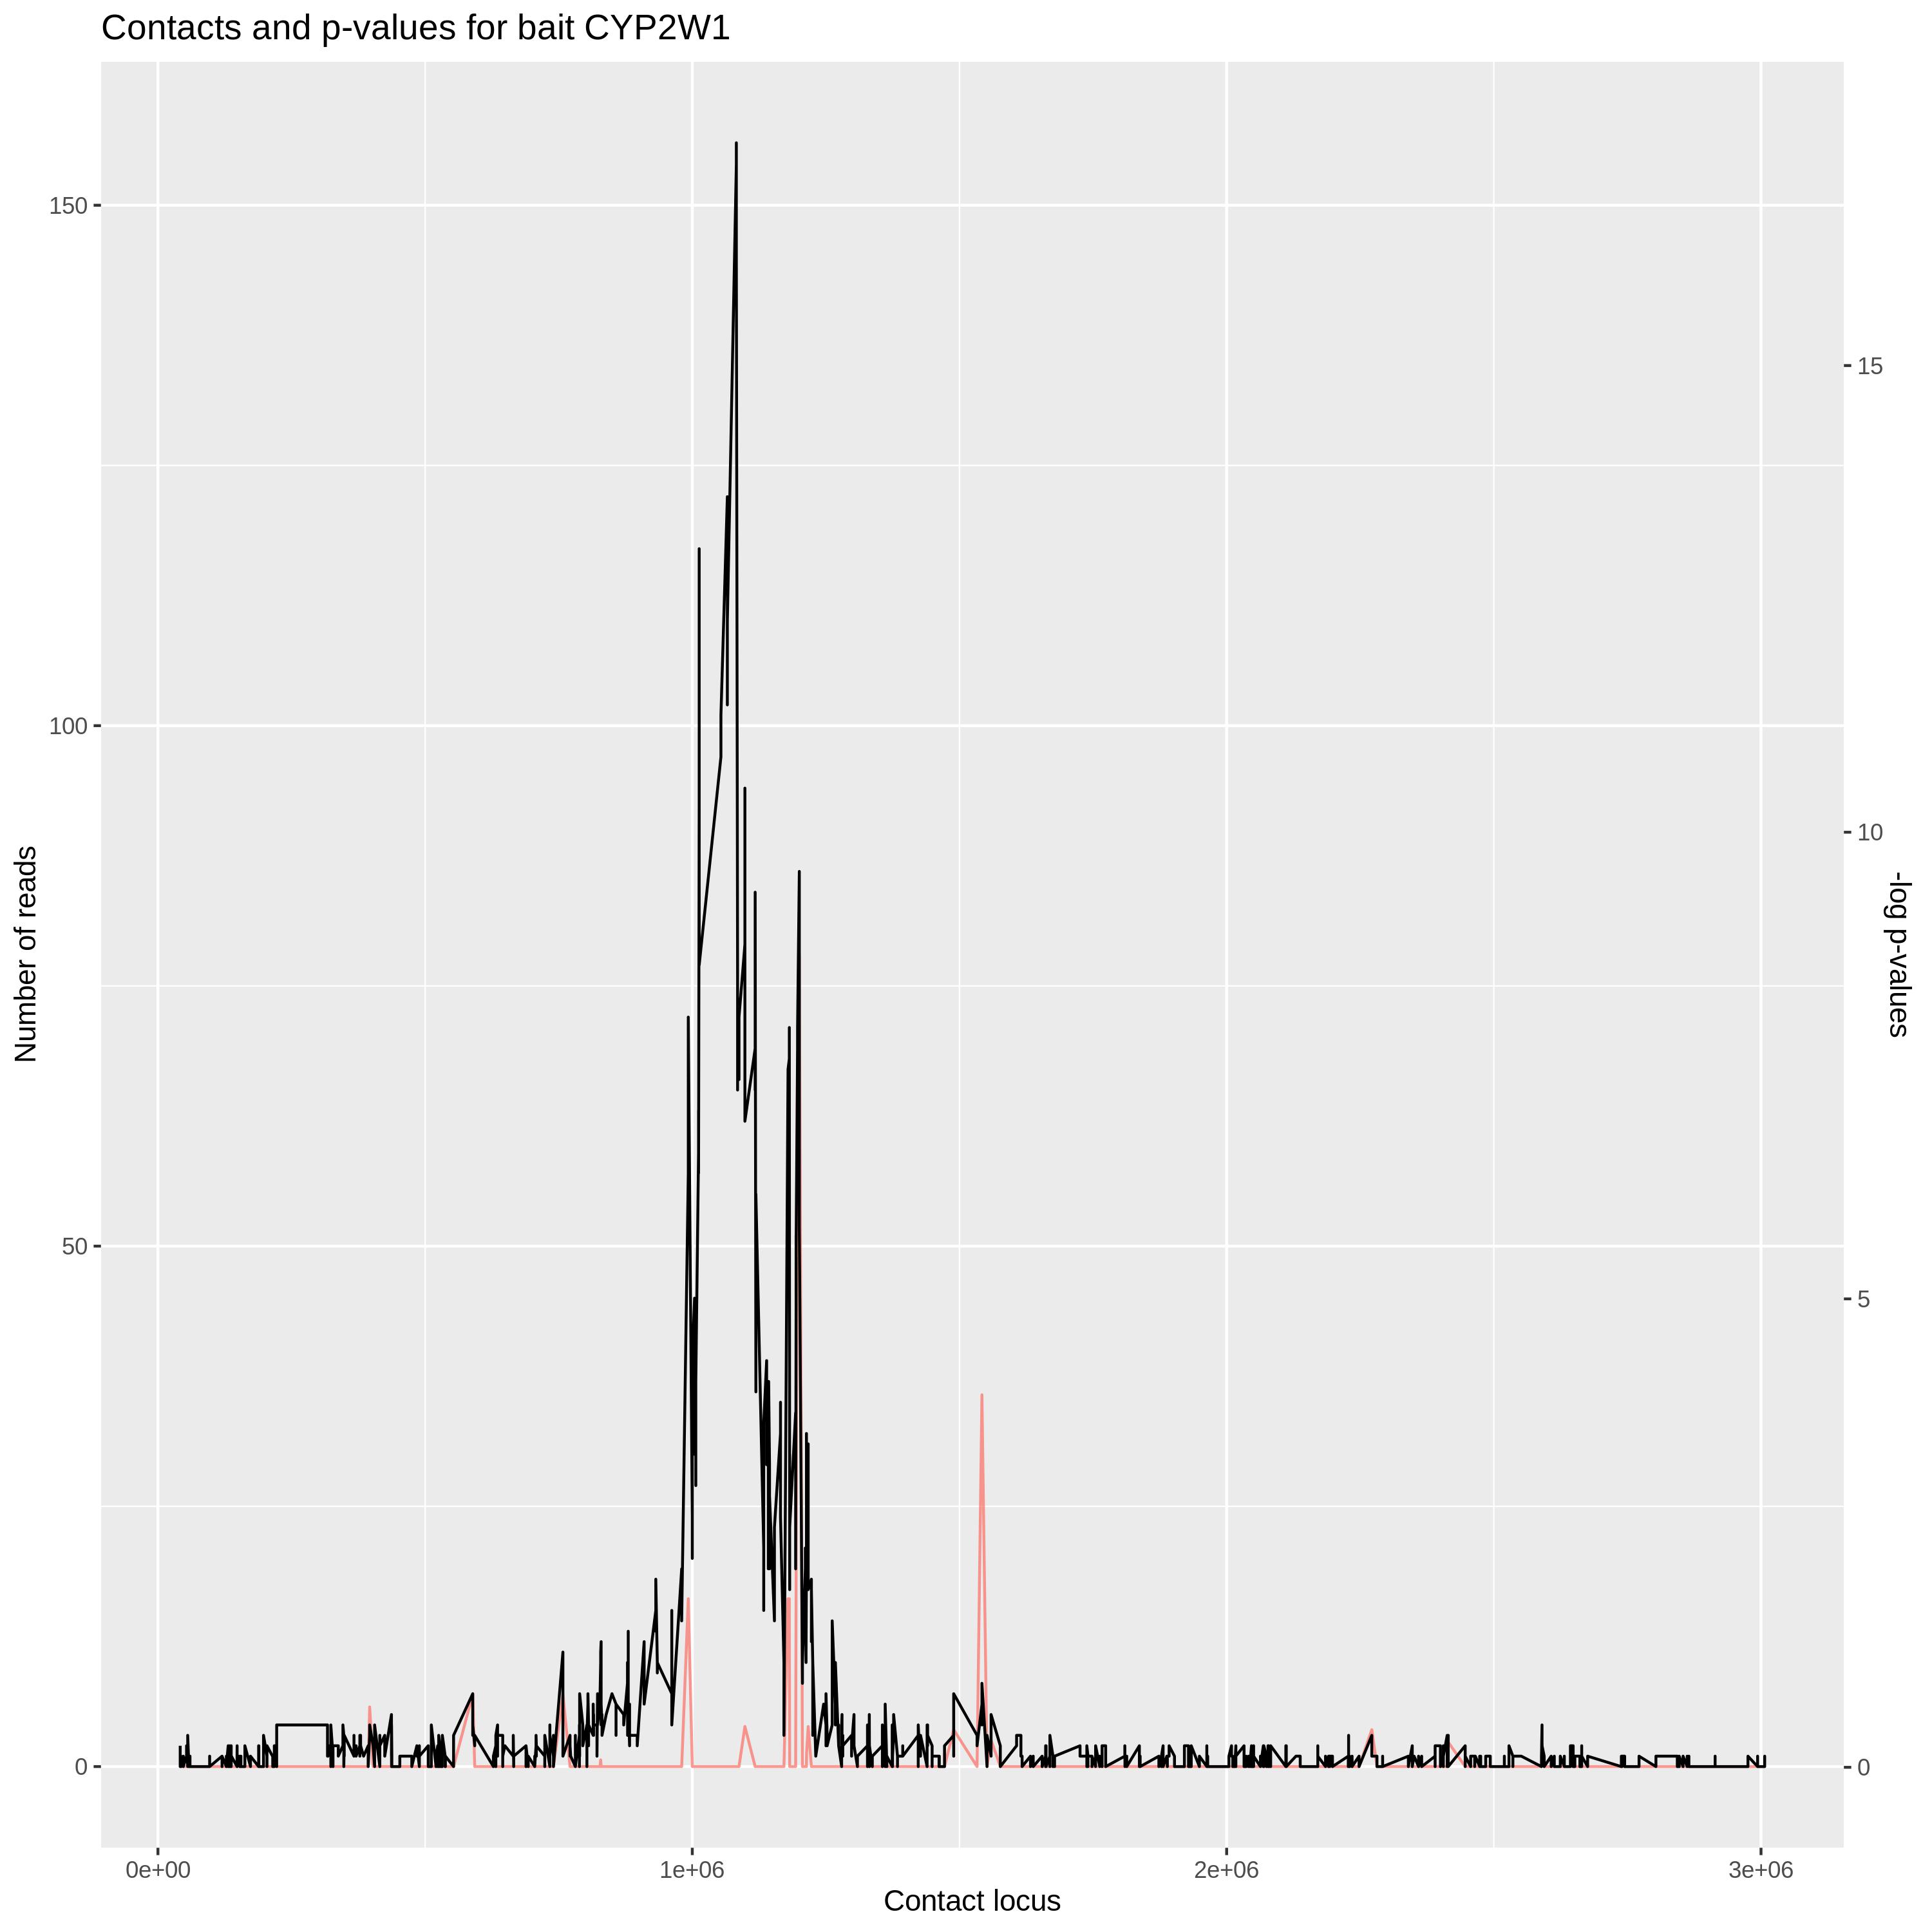 Contacts and p-values for bait CYP2W1
150
100
50
0
Number of reads
15
10
5
0
-log p-values
0e+00
1e+06
2e+06
3e+06
Contact locus